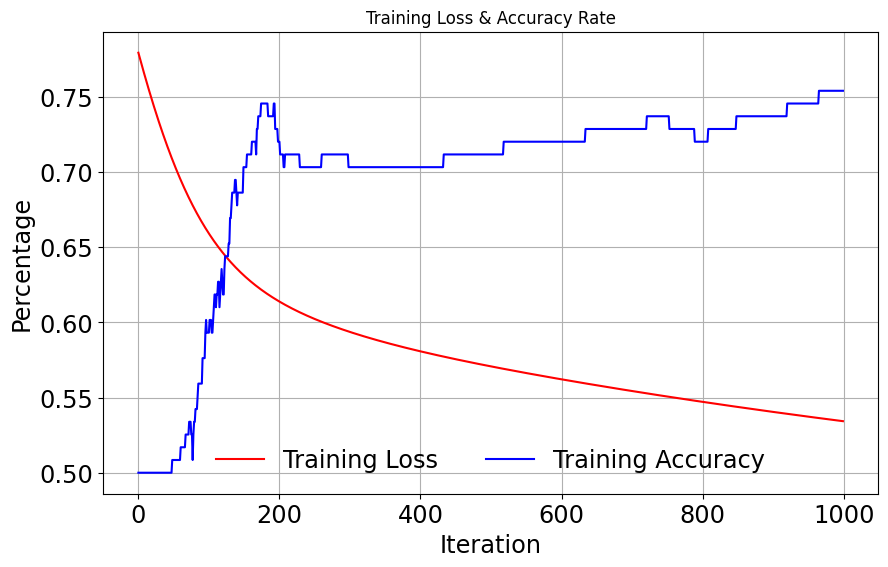 Training Loss & Accuracy Rate
Percentage
0.75
0.70
0.65
0.60
0.55
0.50
Training Loss
Training Accuracy
0
200
400
600
800
1000
Iteration